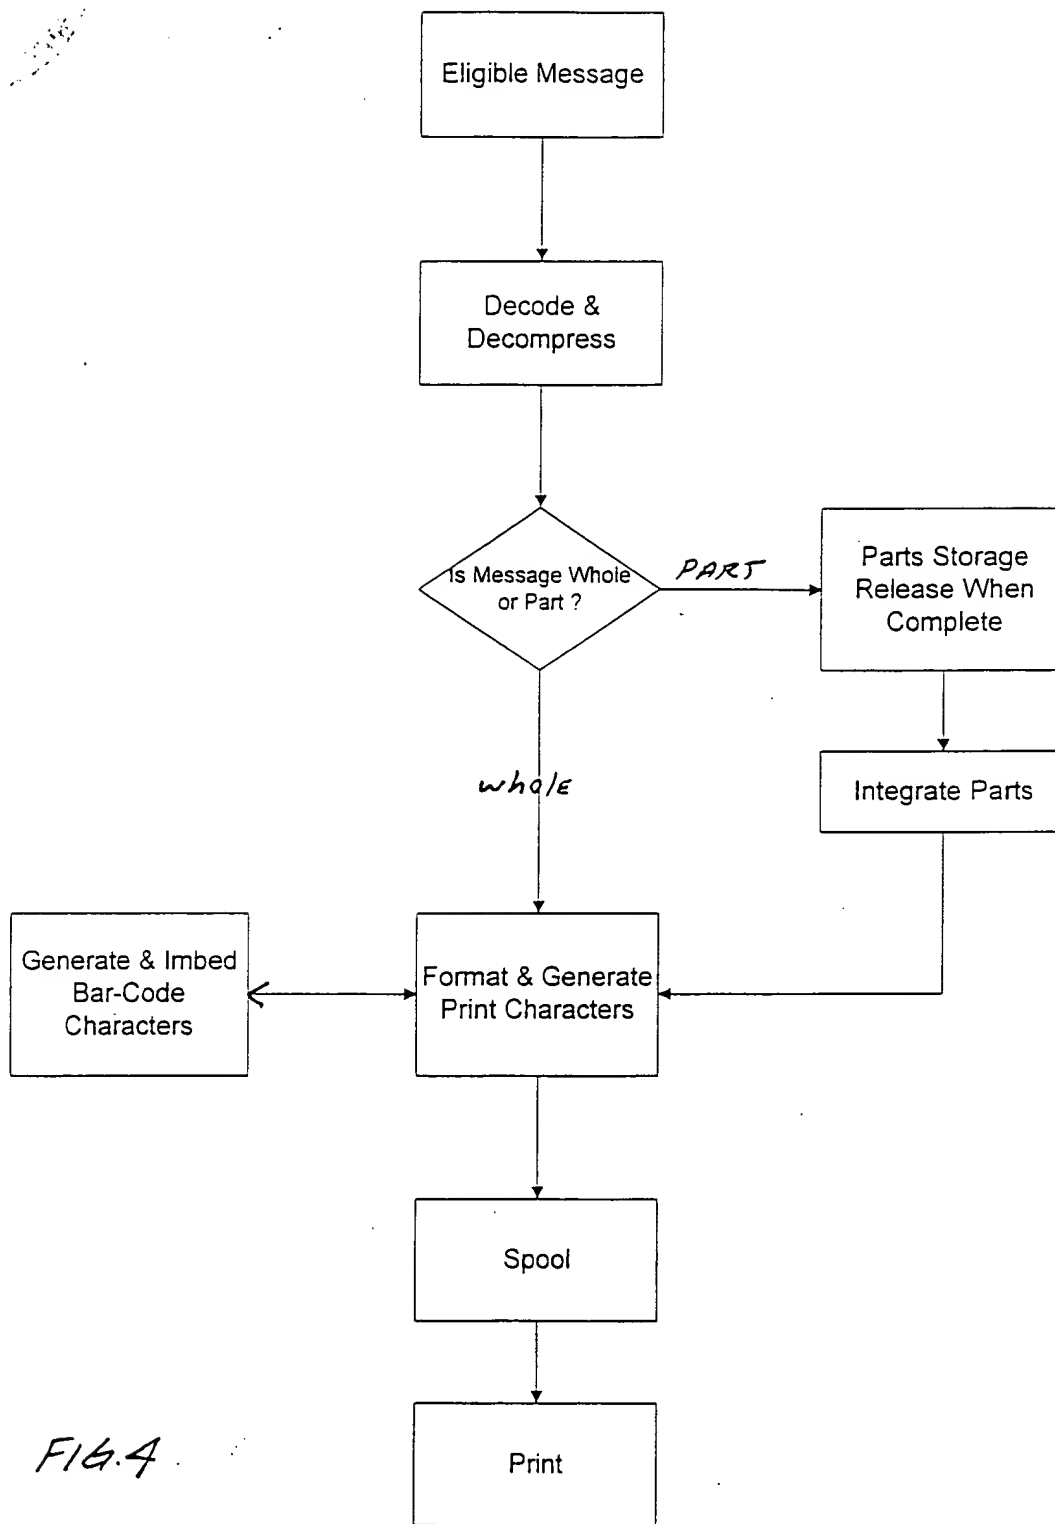 Eligible Message
Decode &
Decompress
Is Message Whole
or Part ?
PART
Parts Storage
Release When
Complete
Integrate Parts
whole
Generate & Imbed
Bar-Code
Characters
Format & Generate
Print Characters
Spool
Print
FIG.4